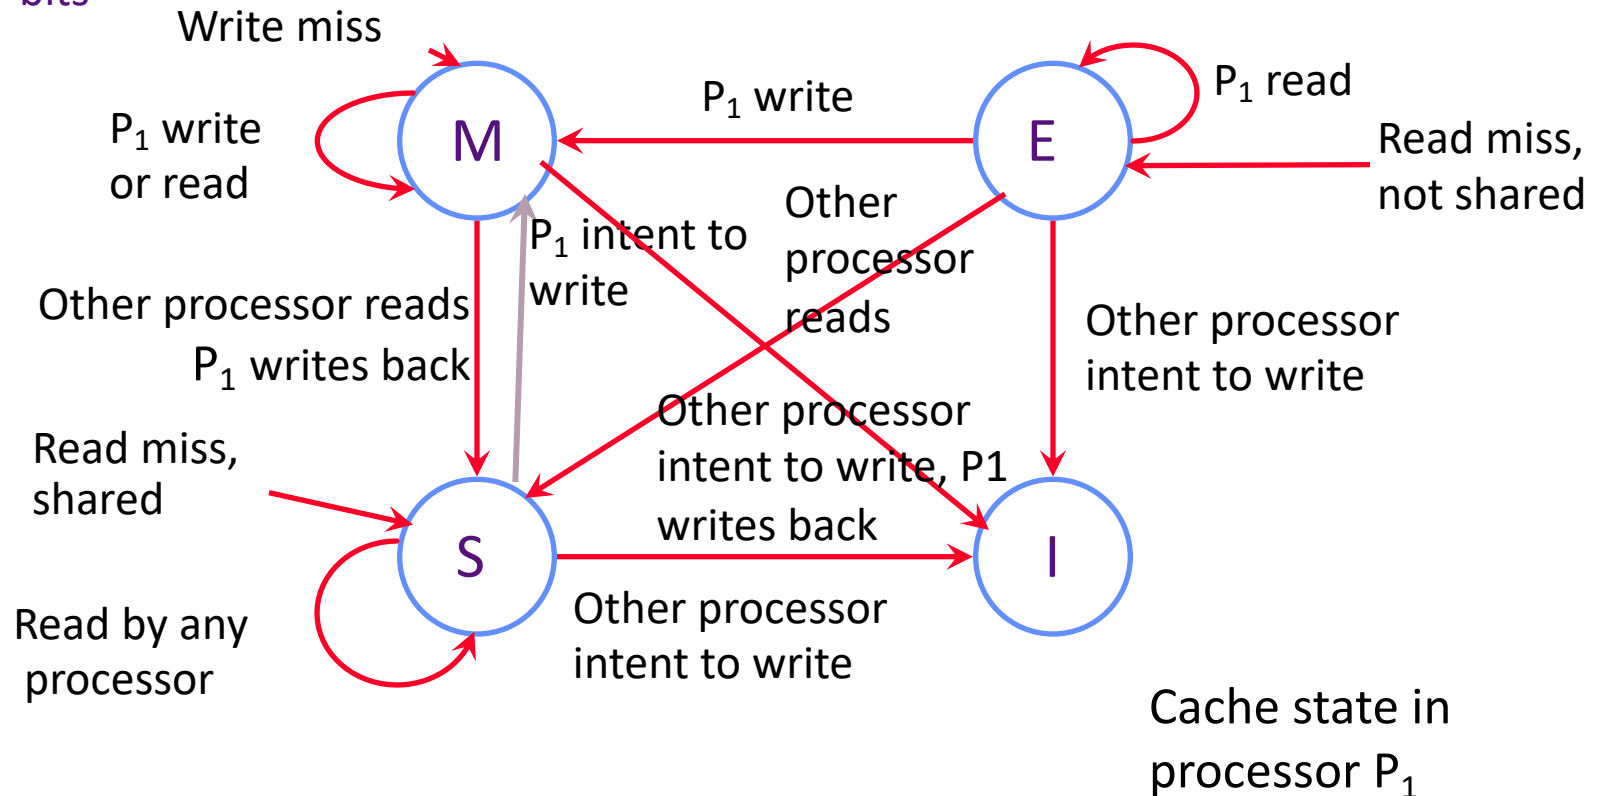 bits
Write miss
P1 write
or read
M
P1 write
E
P1 read
Read miss,
not shared
P1 intent to
write
Other
processor
reads
Other processor reads
P1 writes back
Other processor
intent to write
Other processor
intent to write, P1
writes back
Read miss,
shared
S
I
Read by any
processor
Other processor
intent to write
Cache state in
processor P1